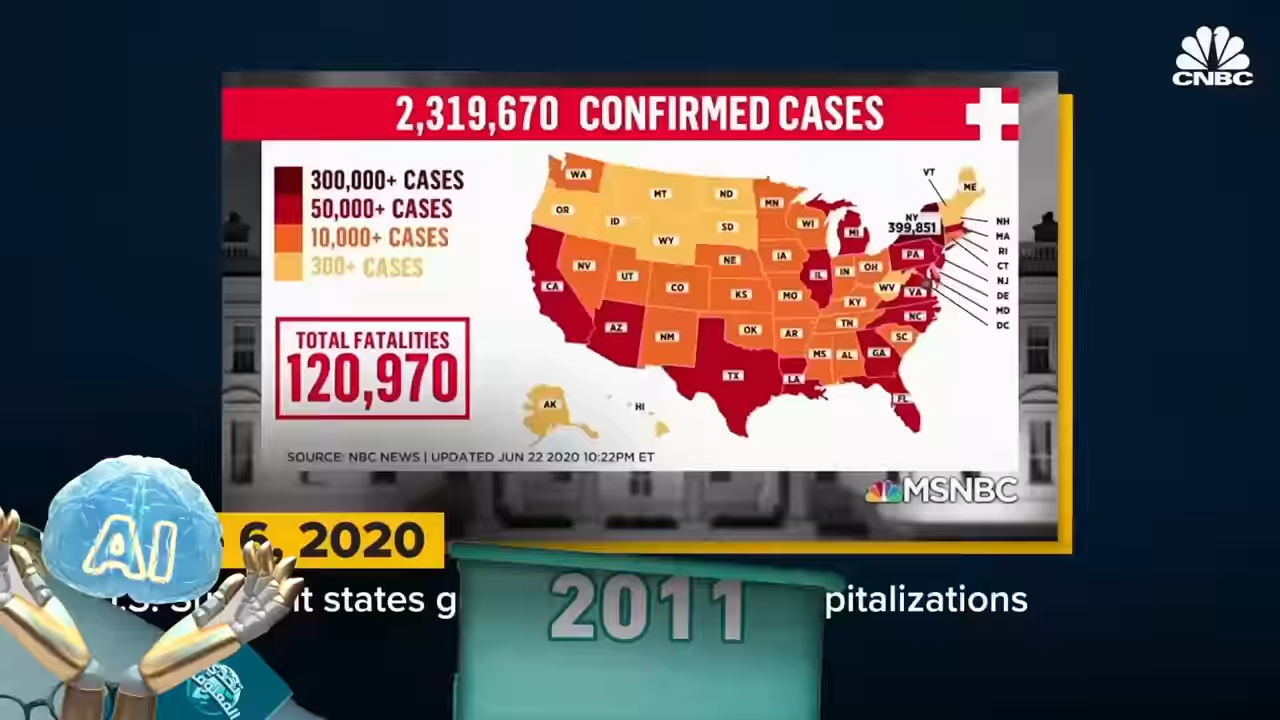 CNBC
2,319,670 CONFIRMED CASES
300,000+ CASES
50,000+ CASES
10,000+ CASES
300+ CASES
TOTAL FATALITIES
120,970
WA
OR
ID
MT
WY
ND
SD
MN
WI
MI
NV
UT
CA
AZ
CO
NM
NE
KS
OK
TX
IA
MO
AR
LA
IL
IN
OH
KY
TN
MS
AL
GA
FL
SC
NC
VA
WV
PA
NY
399,851
VT
ME
NH
MA
RI
CT
NJ
DE
MD
DC
AK
HI
SOURCE: NBC NEWS | UPDATED JUN 22 2020 10:22PM ET
MSNBC
6, 2020
states pitalizations
AI
2011